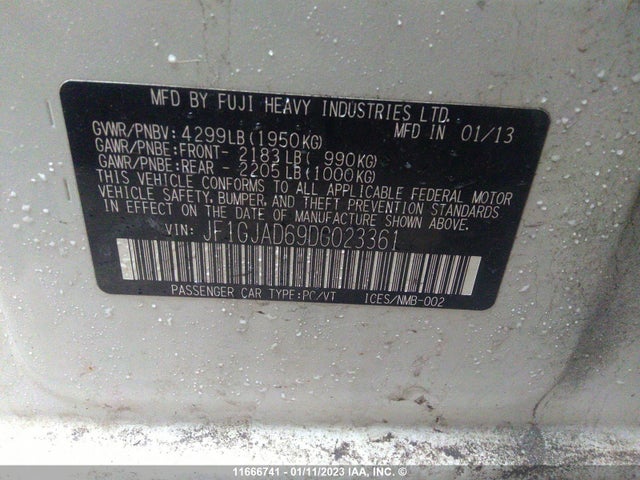 MFD BY FUJI HEAVY INDUSTRIES LTD.
GVWR/PNBV: 4299LB(1950KG) MFD IN 01/13
GAWR/PNBE:FRONT- 2183LB( 990KG)
GAWR/PNBE:REAR - 2205LB(1000KG)
THIS VEHICLE CONFORMS TO ALL APPLICABLE FEDERAL MOTOR
VEHICLE SAFETY, BUMPER, AND THEFT PREVENTION STANDARDS
IN EFFECT ON THE DATE OF MANUFACTURE SHOWN ABOVE.
VIN: JF1GJAD69DG023361
PASSENGER CAR TYPE:PC/VT ICES/NMB-002
11666741 - 01/11/2023 IAA, INC. ©